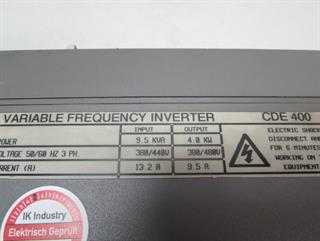 VARIABLE FREQUENCY INVERTER CDE 400
INPUT OUTPUT
POWER 9.5 KVA 4.0 KW
VOLTAGE 50/60 HZ 3 PH. 380/440V 380/480V
CURRENT (A) 13.2 A 9.5 A
ELECTRIC SHOCK
DISCONNECT
FOR 5 MINUTES
WORKING ON
EQUIPMENT
IK Industry
Elektrisch Geprüft